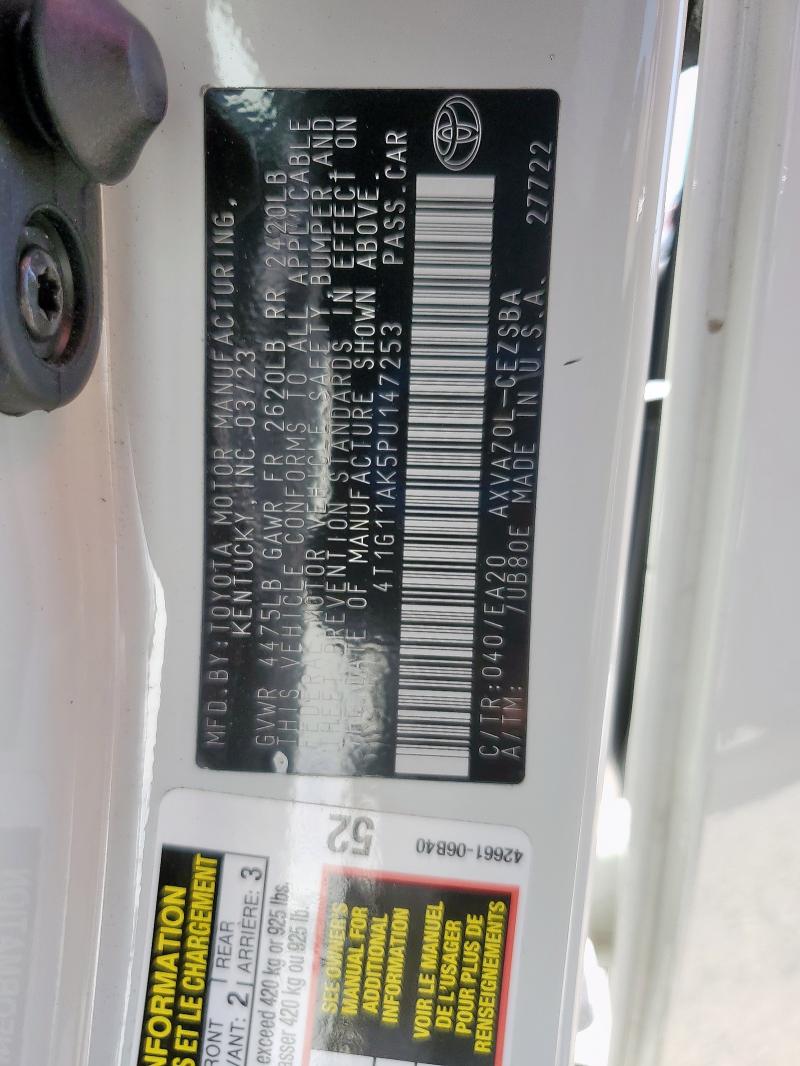 MFD.BY:TOYOTA MOTOR MANUFACTURING,
KENTUCKY,INC.03/23
GVWR 4475LB GAWR FR 2620LB RR 2420LB
THIS VEHICLE CONFORMS TO ALL APPLICABLE
FEDERAL MOTOR VEHICLE SAFETY BUMPER,AND
THEFT PREVENTION STANDARDS IN EFFECT ON
THE DATE OF MANUFACTURE SHOWN ABOVE.
4T1G11AK5PU147253 PASS.CAR
C/TR:040/EA20 AXVA70L-CEZSBA
A/TM: /UB80E MADE IN U.S.A. 27722
NFORMATION
S ET LE CHARGEMENT
RONT 2 REAR 3
VANT: ARRIÈRE:
exceed 420 kg or 925 lbs.
asser 420 kg ou 925 lb.
SEE OWNER'S
MANUAL FOR
ADDITIONAL
INFORMATION
VOIR LE MANUEL
DE L'USAGER
POUR PLUS DE
RENSEIGNEMENTS
52
42661-06B40